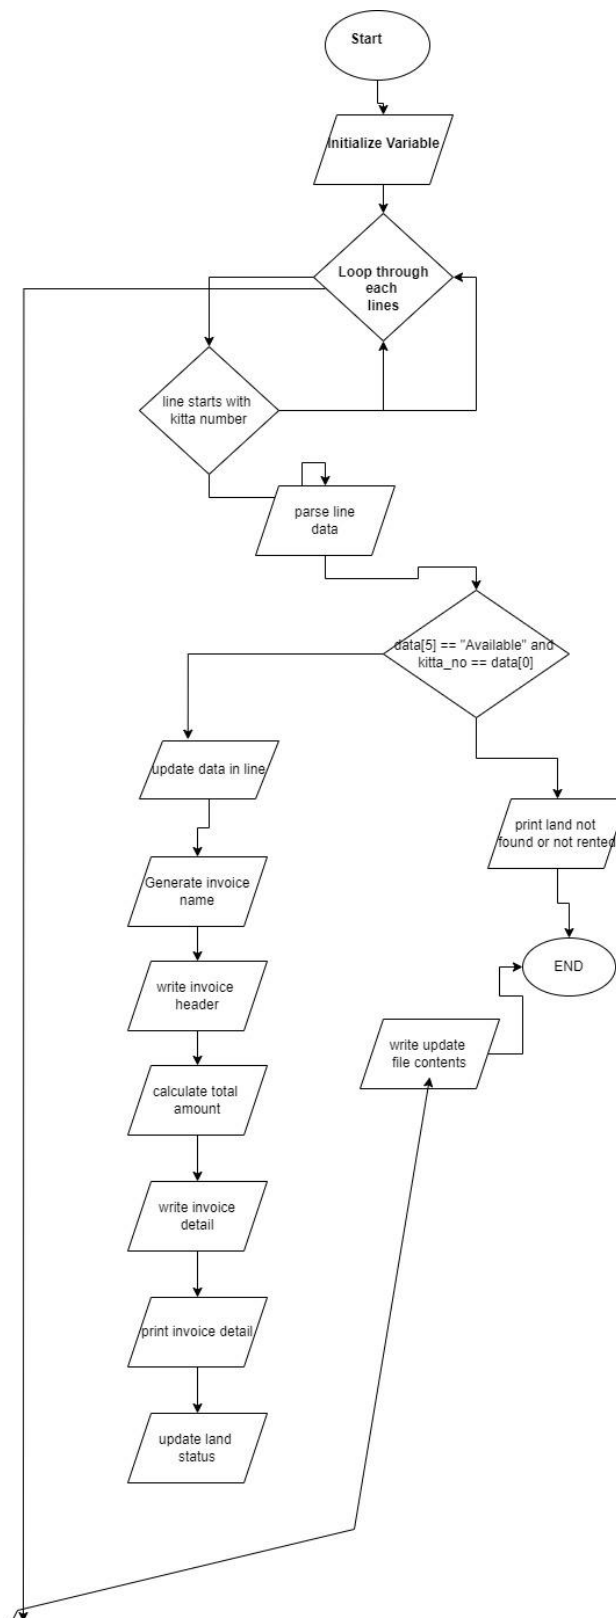 Start
Initialize Variable
Loop through
each
lines
line starts with
kitta number
parse line
data
data[5] == "Available" and
kitta_no == data[0]
update data in line
print land not
found or not rented
Generate invoice
name
END
write invoice
header
write update
file contents
calculate total
amount
write invoice
detail
print invoice detail
update land
status